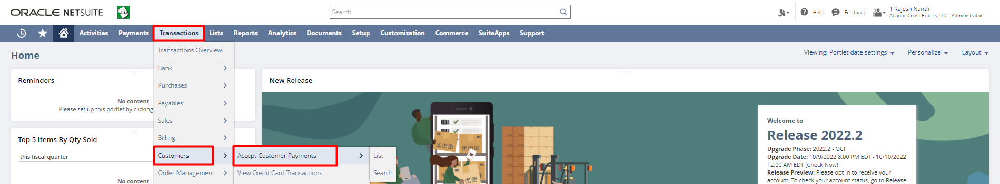 ORACLE NETSUITE
Search
Help
Feedback
1 Rajesh Nandi
Atlantic Coast Exotics, LLC - Administrator
Activities Payments Transactions Lists Reports Analytics Documents Setup Customization Commerce SuiteApps Support
Home
Viewing: Portlet date settings Personalize Layout
Transactions Overview
Bank
Purchases
Payables
Sales
Billing
Customers
Order Management
Accept Customer Payments
View Credit Card Transactions
List
Search
Reminders
No content
Please set up this portlet by clicking
Top 5 Items By Qty Sold
this fiscal quarter
No content
New Release
Welcome to
Release 2022.2
Upgrade Phase: 2022.2 - OCI
Upgrade Date: 10/9/2022 8:00 PM EDT - 10/10/2022
12:00 AM EDT (Check Now)
Release Preview: Please opt in to receive your
account. To check your account status, go to Release